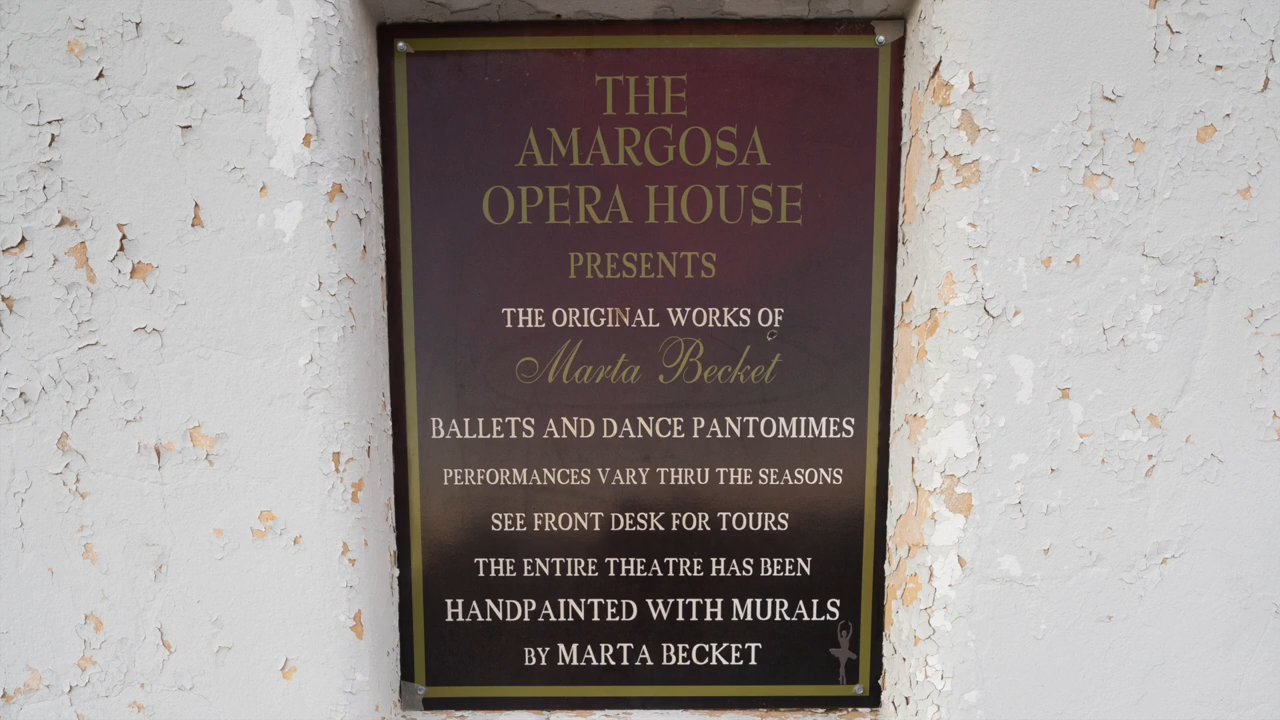 THE
AMARGOSA
OPERA HOUSE
PRESENTS
THE ORIGINAL WORKS OF
Marta Becket
BALLETS AND DANCE PANTOMIMES
PERFORMANCES VARY THRU THE SEASONS
SEE FRONT DESK FOR TOURS
THE ENTIRE THEATRE HAS BEEN
HANDPAINTED WITH MURALS
BY MARTA BECKET